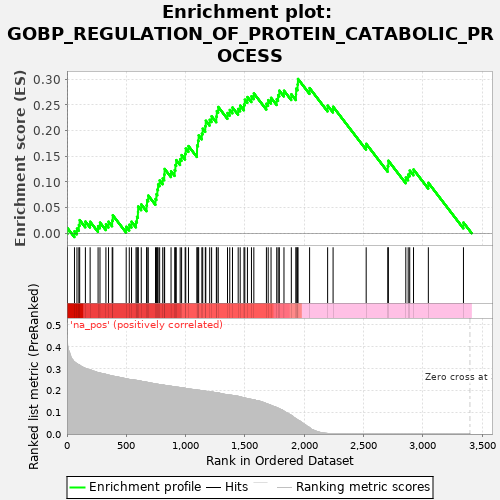 Enrichment plot:
GOBP_REGULATION_OF_PROTEIN_CATABOLIC_PR
OCESS
Enrichment score (ES)
0.30
0.25
0.20
0.15
0.10
0.05
0.00
'na_pos' (positively correlated)
Ranked list metric (PreRanked)
0.5
0.4
0.3
0.2
0.1
0.0
Zero cross at
0
500
1,000
1,500
2,000
2,500
3,000
3,500
Rank in Ordered Dataset
Enrichment profile
Hits
Ranking metric scores